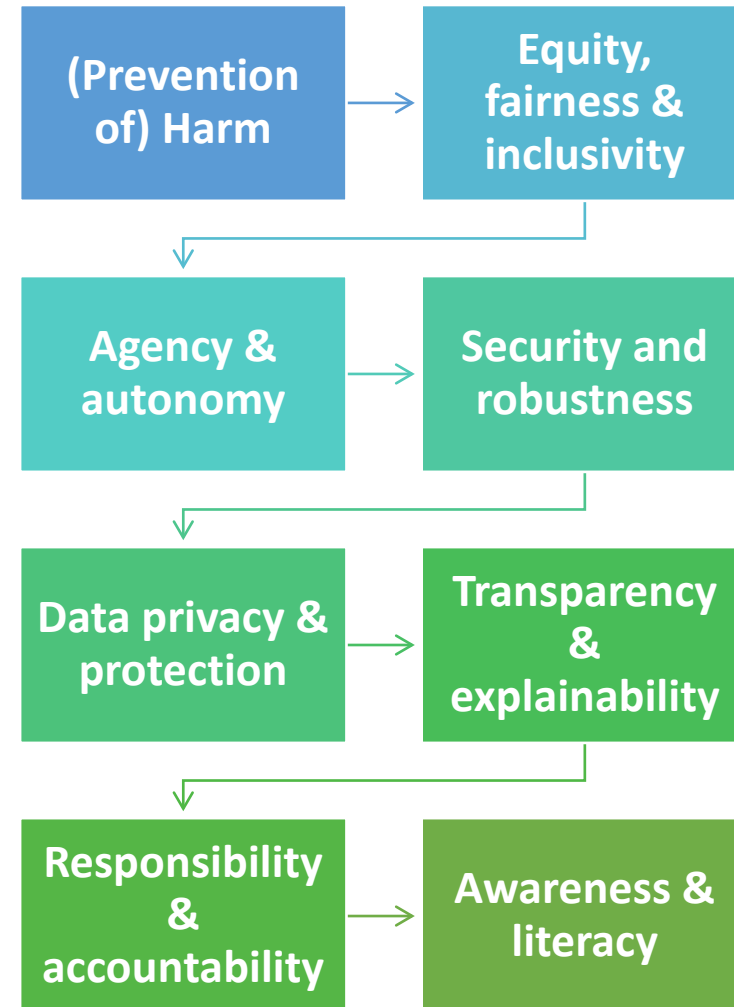 (Prevention
of) Harm
Equity,
fairness &
inclusivity
Agency &
autonomy
Security and
robustness
Data privacy &
protection
Transparency
&
explainability
Responsibility
&
accountability
Awareness &
literacy